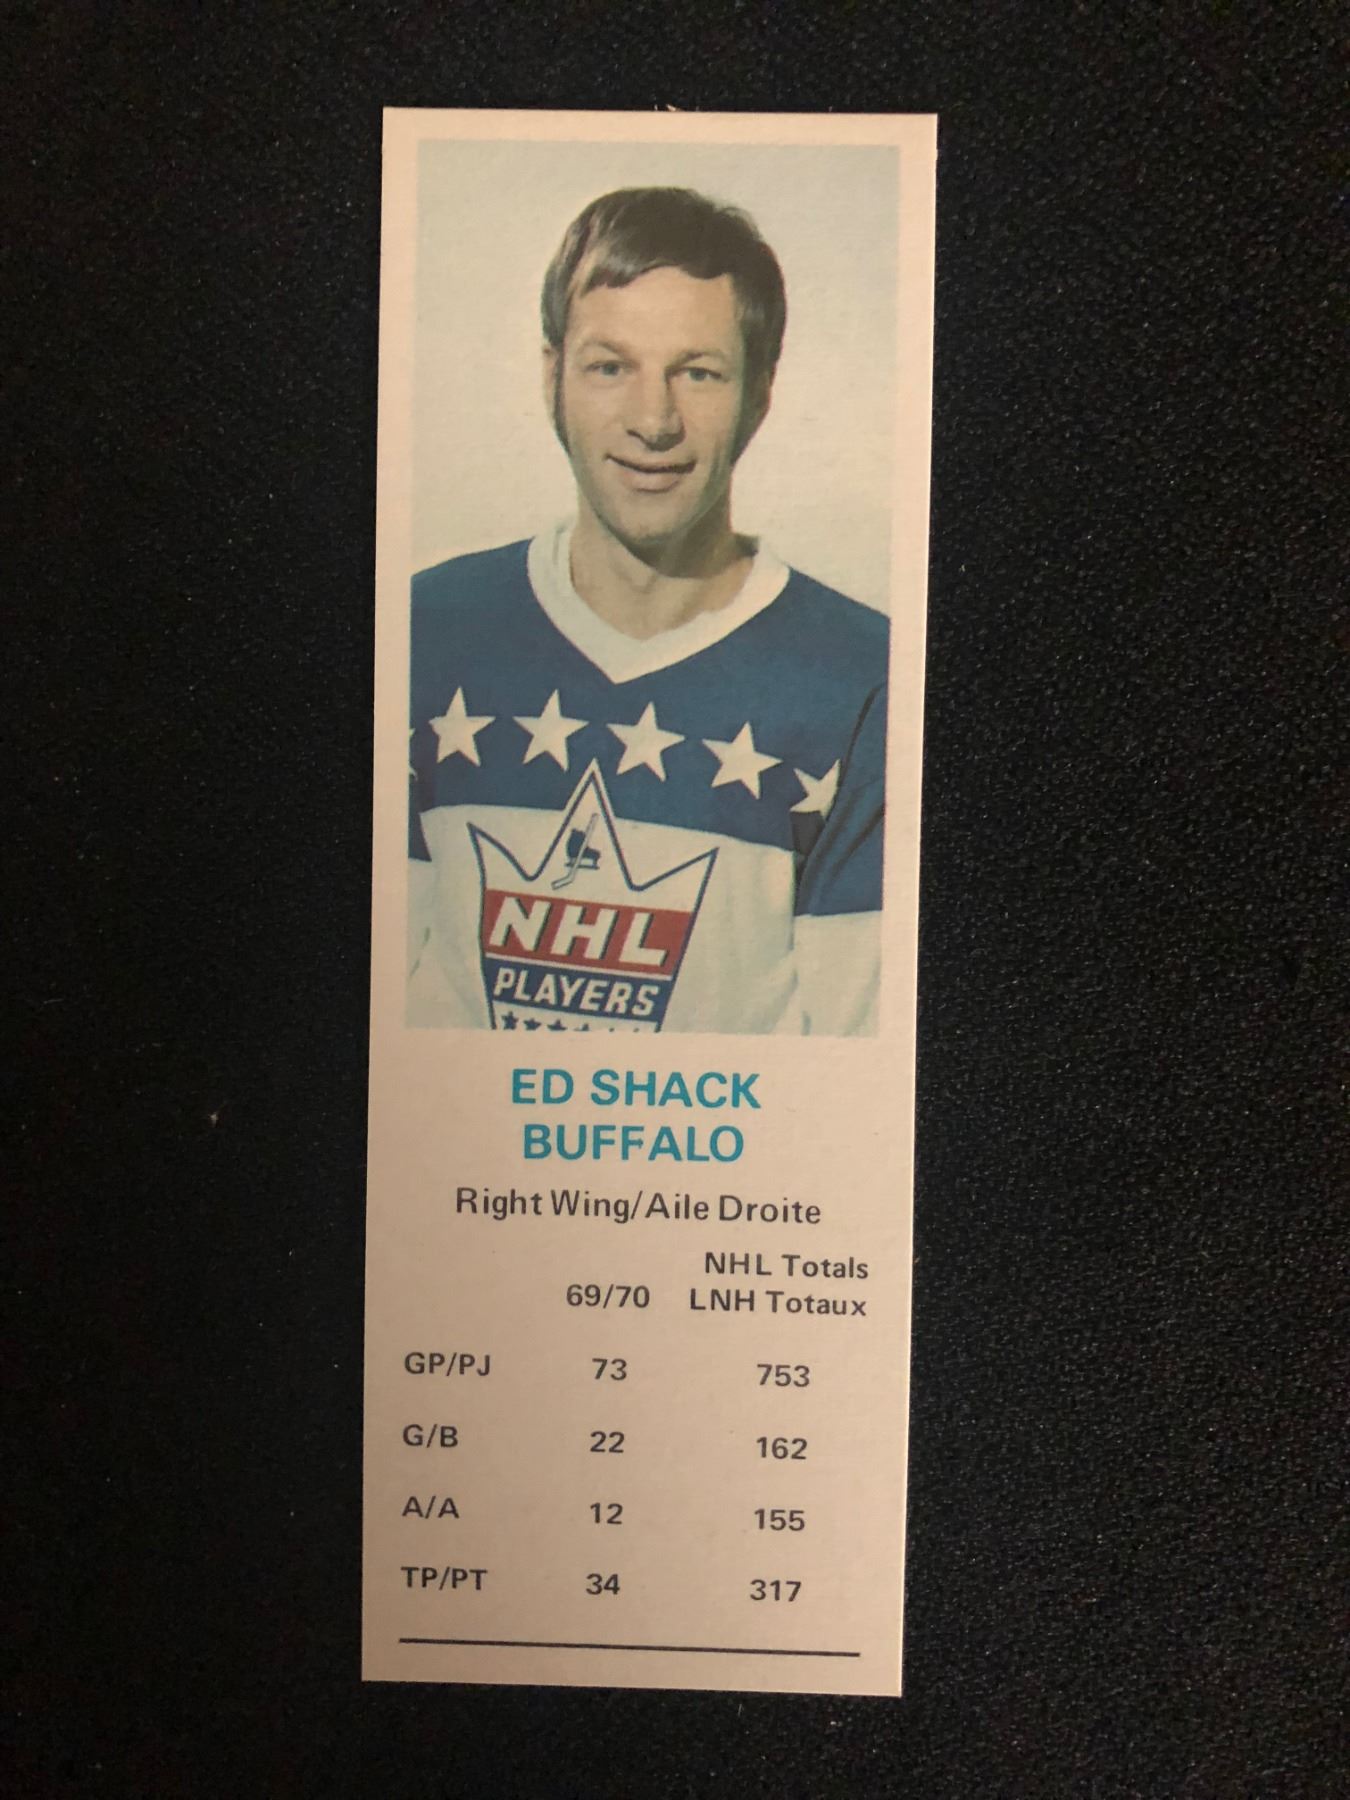 NHL
PLAYERS
ED SHACK
BUFFALO
Right Wing/Aile Droite
NHL Totals
69/70 LNH Totaux
GP/PJ 73 753
G/B 22 162
A/A 12 155
TP/PT 34 317